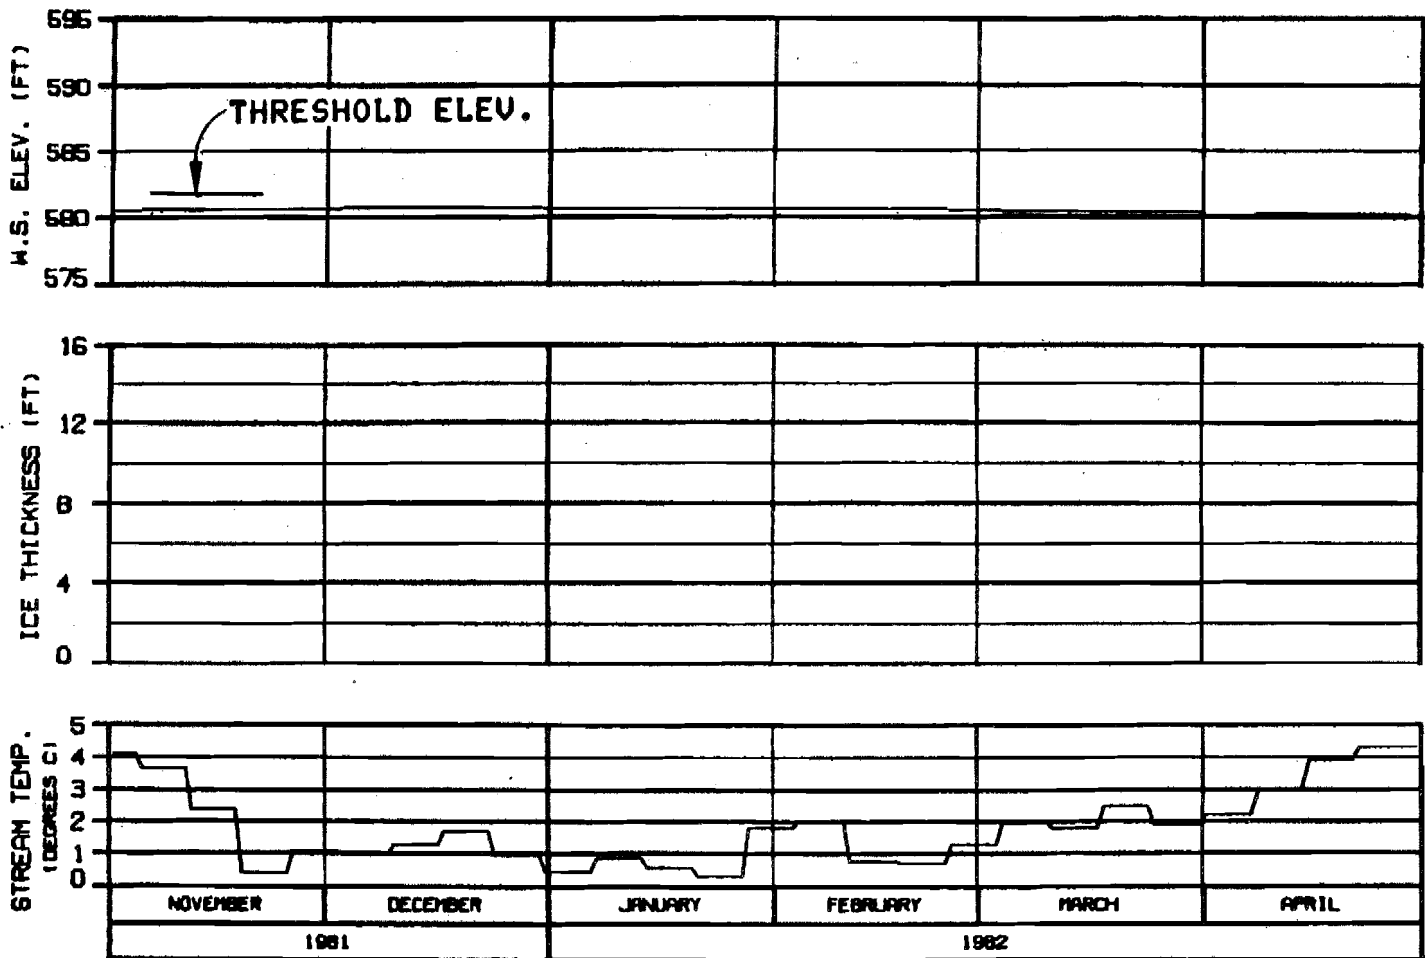 W.S. ELEV. (FT)
595
590
585
580
575
THRESHOLD ELEV.
ICE THICKNESS (FT)
16
12
8
4
0
STREAM TEMP.
(DEGREES C)
5
4
3
2
1
0
NOVEMBER DECEMBER JANUARY FEBRUARY MARCH APRIL
1981 1982